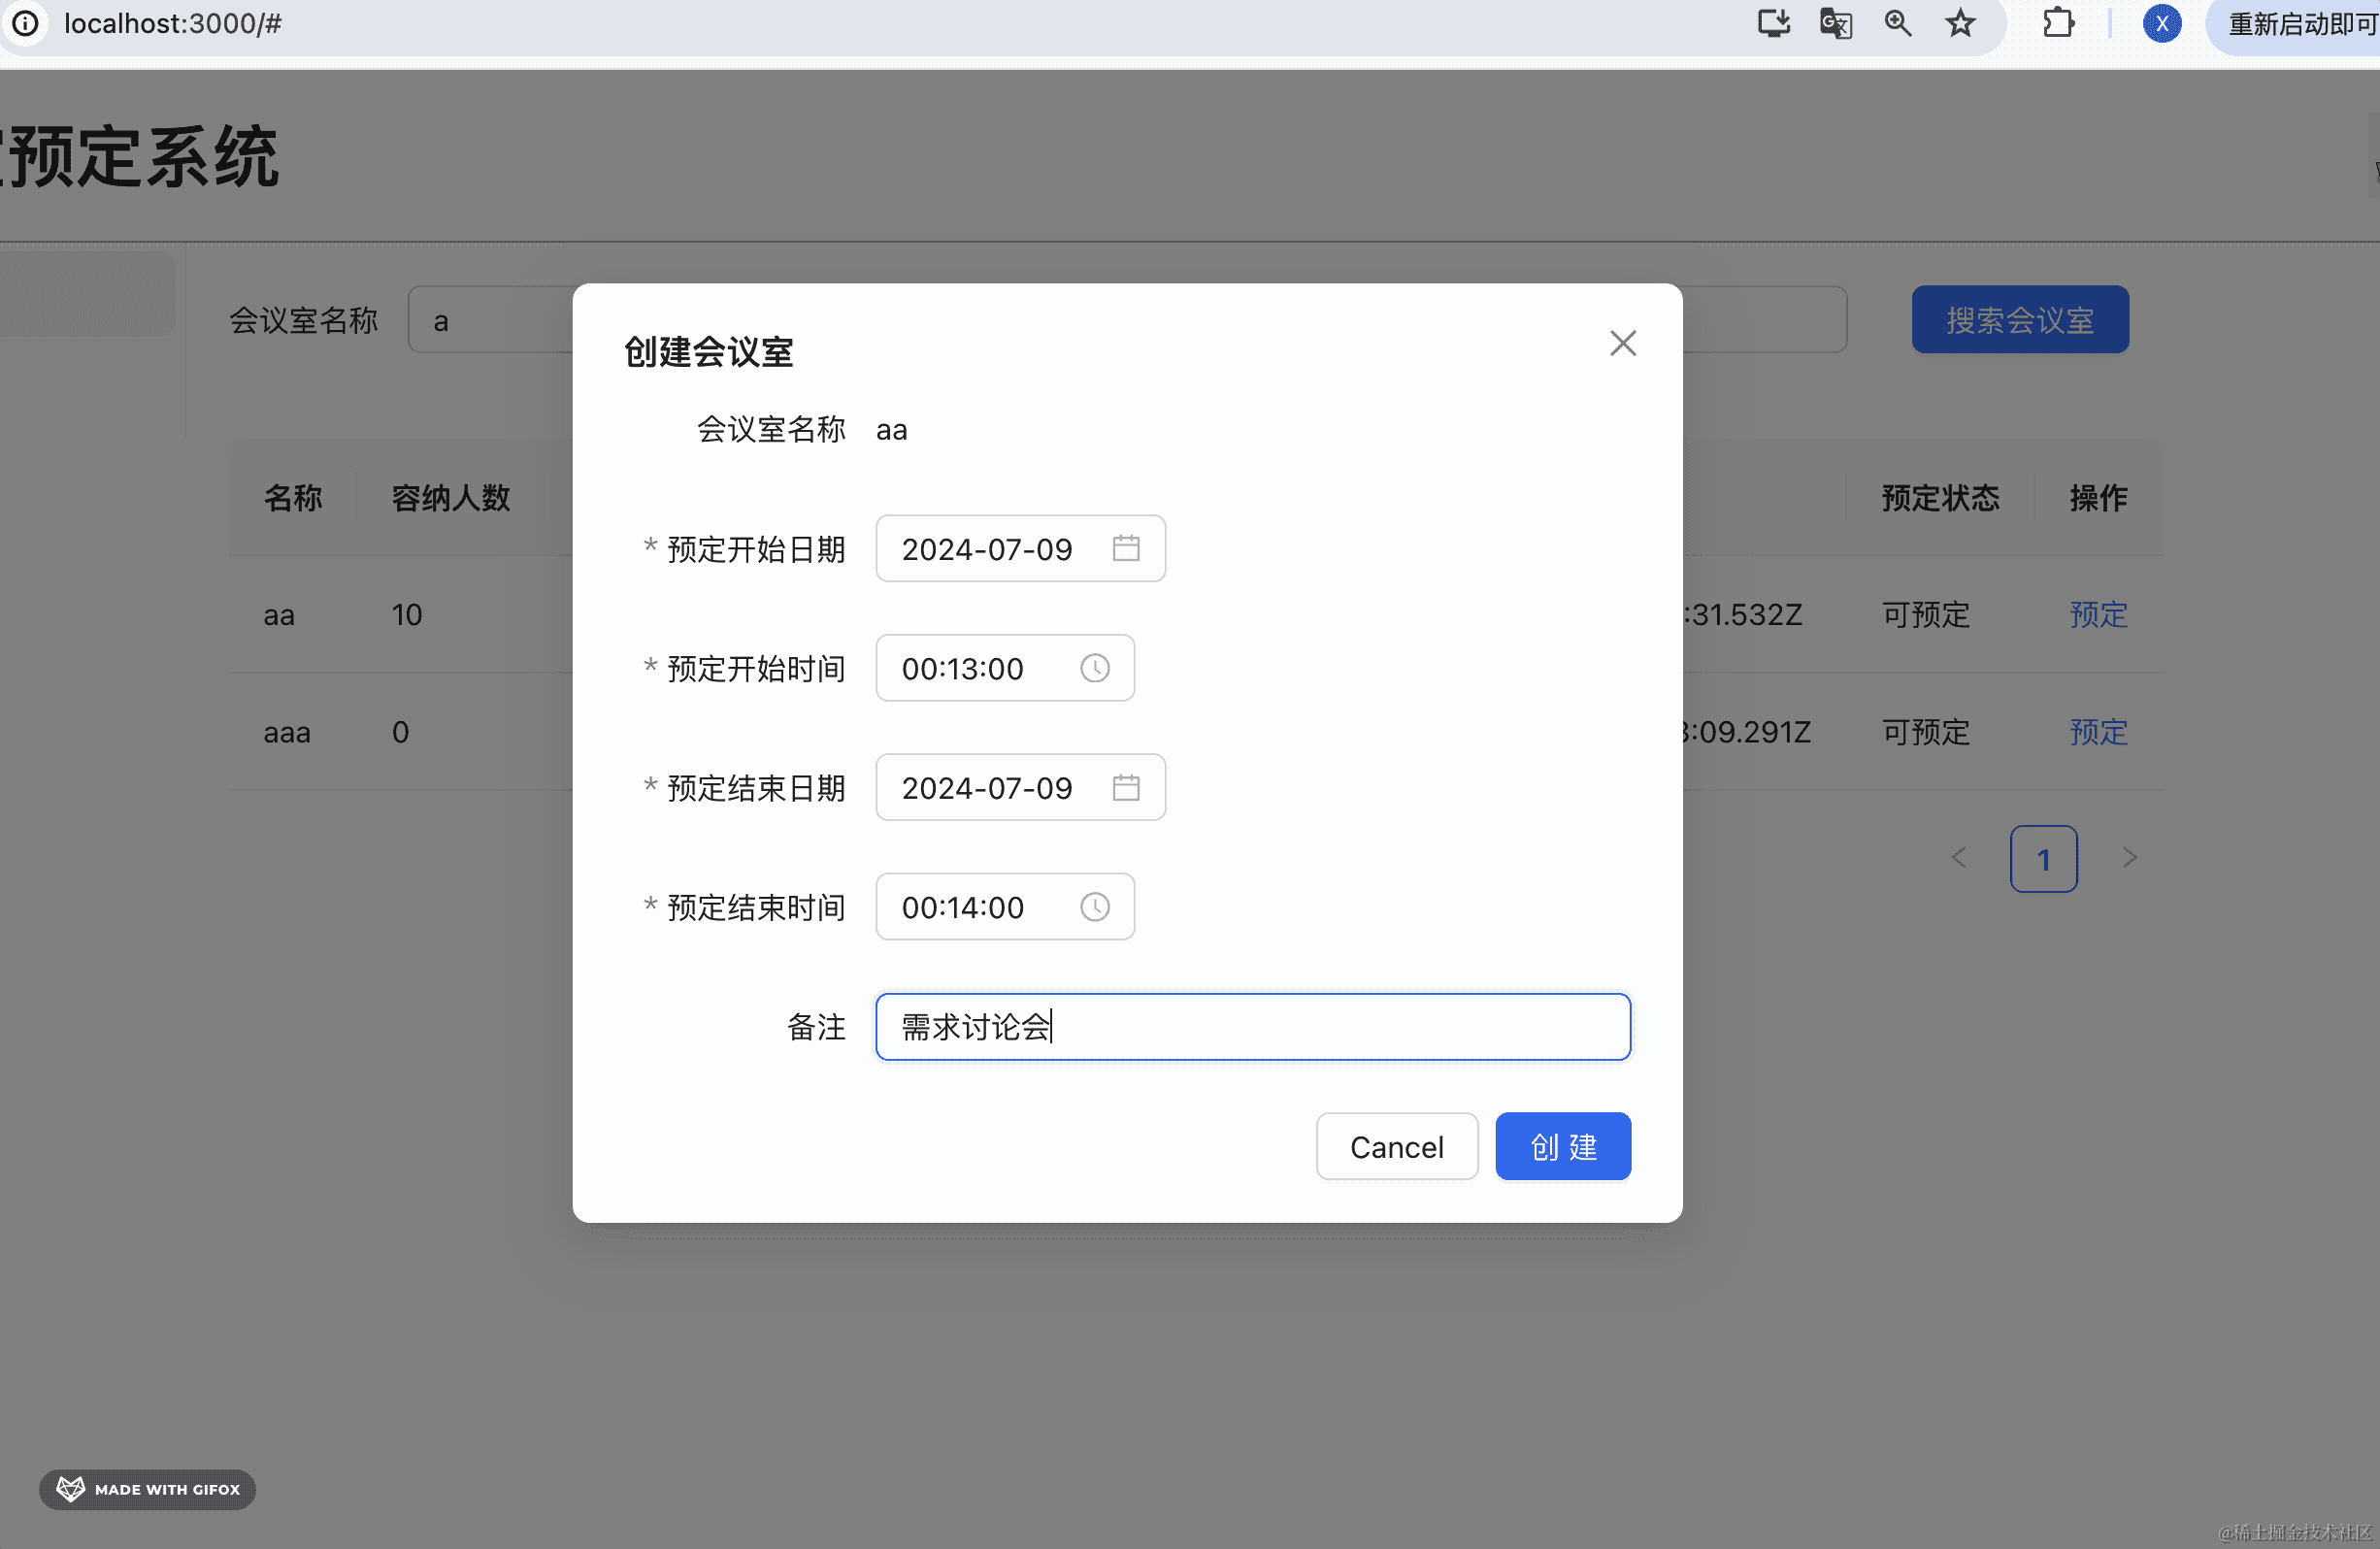 localhost:3000/#
重新启动即可
预定系统
会议室名称 a
搜索会议室
创建会议室
会议室名称 aa
名称 容纳人数 预定状态 操作
* 预定开始日期 2024-07-09
aa 10 :31.532Z 可预定 预定
* 预定开始时间 00:13:00
aaa 0 3:09.291Z 可预定 预定
* 预定结束日期 2024-07-09
1
* 预定结束时间 00:14:00
备注 需求讨论会
Cancel 创 建
MADE WITH GIFOX
@稀土掘金技术社区